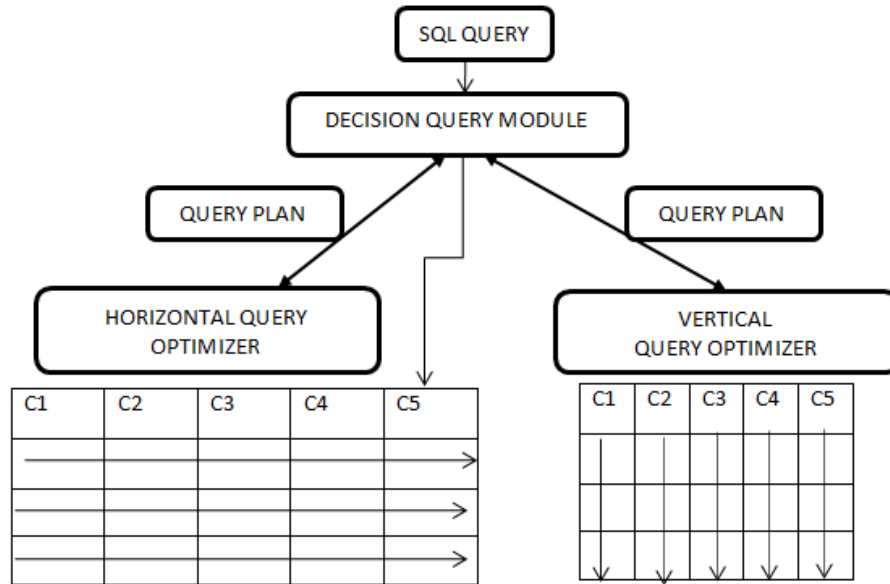 SQL QUERY
DECISION QUERY MODULE
QUERY PLAN
QUERY PLAN
HORIZONTAL QUERY
OPTIMIZER
VERTICAL
QUERY OPTIMIZER
C1 C2 C3 C4 C5
C1 C2 C3 C4 C5